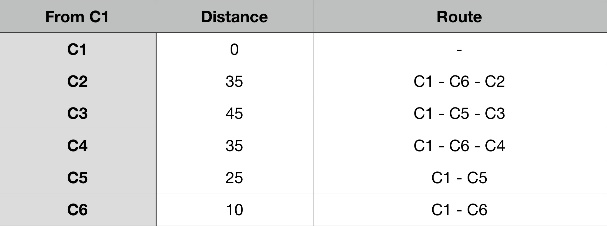 From C1 Distance Route
C1 0 -
C2 35 C1 - C6 - C2
C3 45 C1 - C5 - C3
C4 35 C1 - C6 - C4
C5 25 C1 - C5
C6 10 C1 - C6